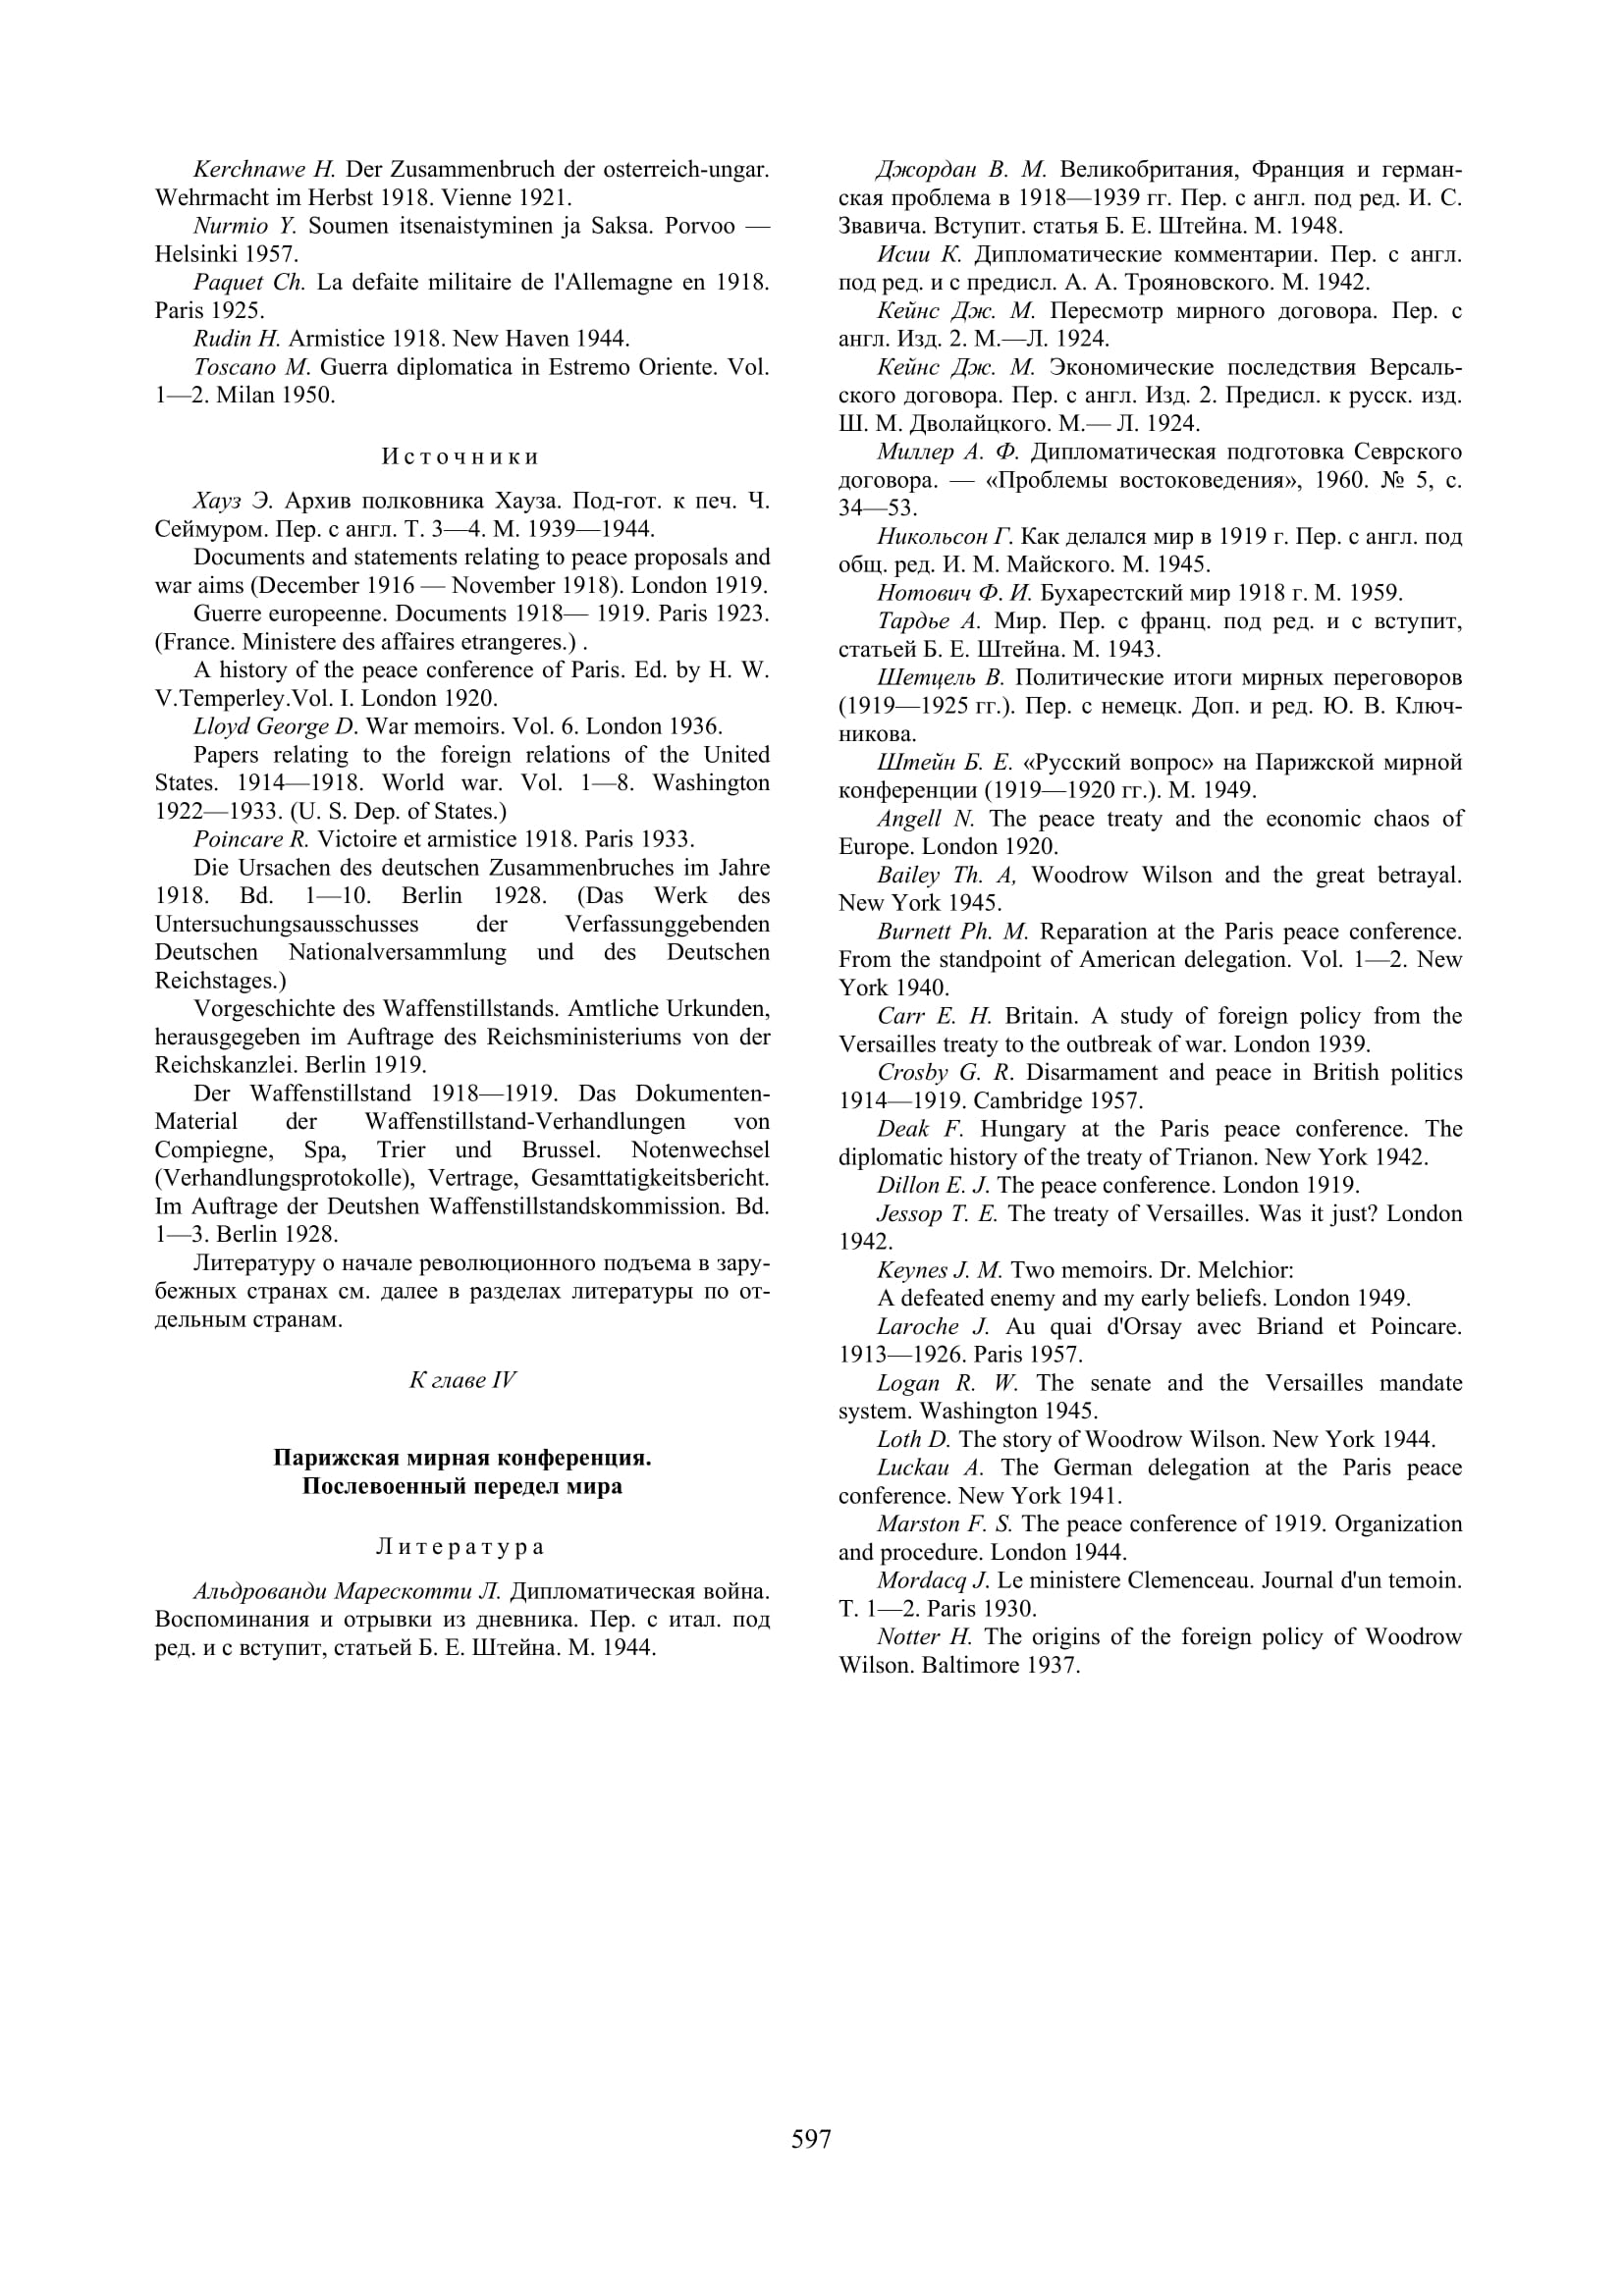 Kerchnawe H. Der Zusammenbruch der osterreich-ungar.
Wehrmacht im Herbst 1918. Vienne 1921.
Nurmio Y. Soumen itsenaistyminen ja Saksa. Porvoo —
Helsinki 1957.
Paquet Ch. La defaite militaire de l'Allemagne en 1918.
Paris 1925.
Rudin H. Armistice 1918. New Haven 1944.
Toscano M. Guerra diplomatica in Estremo Oriente. Vol.
1—2. Milan 1950.
Источники
Хауз Э. Архив полковника Хауза. Под-гот. к печ. Ч.
Сеймуром. Пер. с англ. Т. 3—4. М. 1939—1944.
Documents and statements relating to peace proposals and
war aims (December 1916 — November 1918). London 1919.
Guerre europeenne. Documents 1918— 1919. Paris 1923.
(France. Ministere des affaires etrangeres.) .
A history of the peace conference of Paris. Ed. by H. W.
V.Temperley.Vol. I. London 1920.
Lloyd George D. War memoirs. Vol. 6. London 1936.
Papers relating to the foreign relations of the United
States. 1914—1918. World war. Vol. 1—8. Washington
1922—1933. (U. S. Dep. of States.)
Poincare R. Victoire et armistice 1918. Paris 1933.
Die Ursachen des deutschen Zusammenbruches im Jahre
1918. Bd. 1—10. Berlin 1928. (Das Werk des
Untersuchungsausschusses der Verfassunggebenden
Deutschen Nationalversammlung und des Deutschen
Reichstages.)
Vorgeschichte des Waffenstillstands. Amtliche Urkunden,
herausgegeben im Auftrage des Reichsministeriums von der
Reichskanzlei. Berlin 1919.
Der Waffenstillstand 1918—1919. Das Dokumenten-
Material der Waffenstillstand-Verhandlungen von
Compiegne, Spa, Trier und Brussel. Notenwechsel
(Verhandlungsprotokolle), Vertrage, Gesamttatigkeitsbericht.
Im Auftrage der Deutshen Waffenstillstandskommission. Bd.
1—3. Berlin 1928.
Литературу о начале революционного подъема в зару-
бежных странах см. далее в разделах литературы по от-
дельным странам.
К главе IV
Парижская мирная конференция.
Послевоенный передел мира
Литература
Альдрованди Марескотти Л. Дипломатическая война.
Воспоминания и отрывки из дневника. Пер. с итал. под
ред. и с вступит, статьей Б. Е. Штейна. М. 1944.
Джордан В. М. Великобритания, Франция и герман-
ская проблема в 1918—1939 гг. Пер. с англ. под ред. И. С.
Звавича. Вступит. статья Б. Е. Штейна. М. 1948.
Исии К. Дипломатические комментарии. Пер. с англ.
под ред. и с предисл. А. А. Трояновского. М. 1942.
Кейнс Дж. М. Пересмотр мирного договора. Пер. с
англ. Изд. 2. М.—Л. 1924.
Кейнс Дж. М. Экономические последствия Версаль-
ского договора. Пер. с англ. Изд. 2. Предисл. к русск. изд.
Ш. М. Дволайцкого. М.— Л. 1924.
Миллер А. Ф. Дипломатическая подготовка Севрского
договора. — «Проблемы востоковедения», 1960. № 5, с.
34—53.
Никольсон Г. Как делался мир в 1919 г. Пер. с англ. под
общ. ред. И. М. Майского. М. 1945.
Нотович Ф. И. Бухарестский мир 1918 г. М. 1959.
Тардье А. Мир. Пер. с франц. под ред. и с вступит,
статьей Б. Е. Штейна. М. 1943.
Шетцель В. Политические итоги мирных переговоров
(1919—1925 гг.). Пер. с немецк. Доп. и ред. Ю. В. Ключ-
никова.
Штейн Б. Е. «Русский вопрос» на Парижской мирной
конференции (1919—1920 гг.). М. 1949.
Angell N. The peace treaty and the economic chaos of
Europe. London 1920.
Bailey Th. A, Woodrow Wilson and the great betrayal.
New York 1945.
Burnett Ph. M. Reparation at the Paris peace conference.
From the standpoint of American delegation. Vol. 1—2. New
York 1940.
Carr E. H. Britain. A study of foreign policy from the
Versailles treaty to the outbreak of war. London 1939.
Crosby G. R. Disarmament and peace in British politics
1914—1919. Cambridge 1957.
Deak F. Hungary at the Paris peace conference. The
diplomatic history of the treaty of Trianon. New York 1942.
Dillon E. J. The peace conference. London 1919.
Jessop T. E. The treaty of Versailles. Was it just? London
1942.
Keynes J. M. Two memoirs. Dr. Melchior:
A defeated enemy and my early beliefs. London 1949.
Laroche J. Au quai d'Orsay avec Briand et Poincare.
1913—1926. Paris 1957.
Logan R. W. The senate and the Versailles mandate
system. Washington 1945.
Loth D. The story of Woodrow Wilson. New York 1944.
Luckau A. The German delegation at the Paris peace
conference. New York 1941.
Marston F. S. The peace conference of 1919. Organization
and procedure. London 1944.
Mordacq J. Le ministere Clemenceau. Journal d'un temoin.
T. 1—2. Paris 1930.
Notter H. The origins of the foreign policy of Woodrow
Wilson. Baltimore 1937.
597